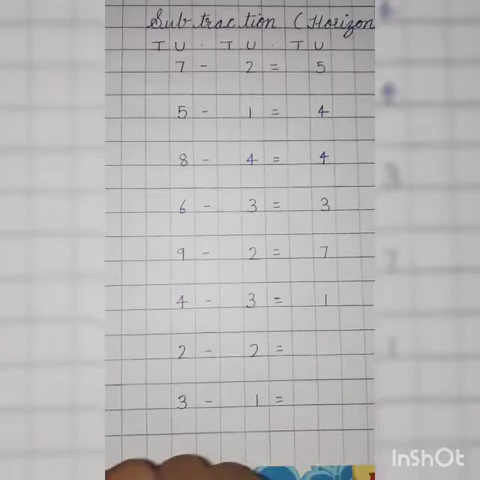 Subtraction (Horizon
T U . T U . T U
7 - 2 = 5
5 - 1 = 4
8 - 4 = 4
6 - 3 = 3
9 - 2 = 7
4 - 3 = 1
2 - 2 =
3 - 1 =
InShOt